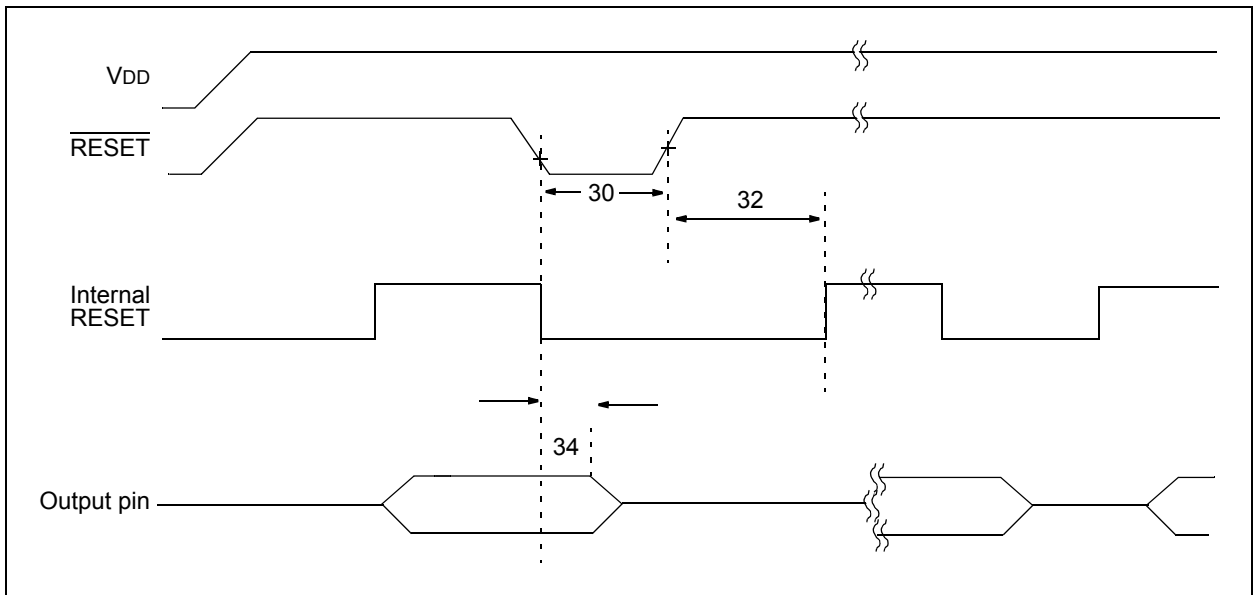 VDD
RESET
30
32
Internal
RESET
34
Output pin